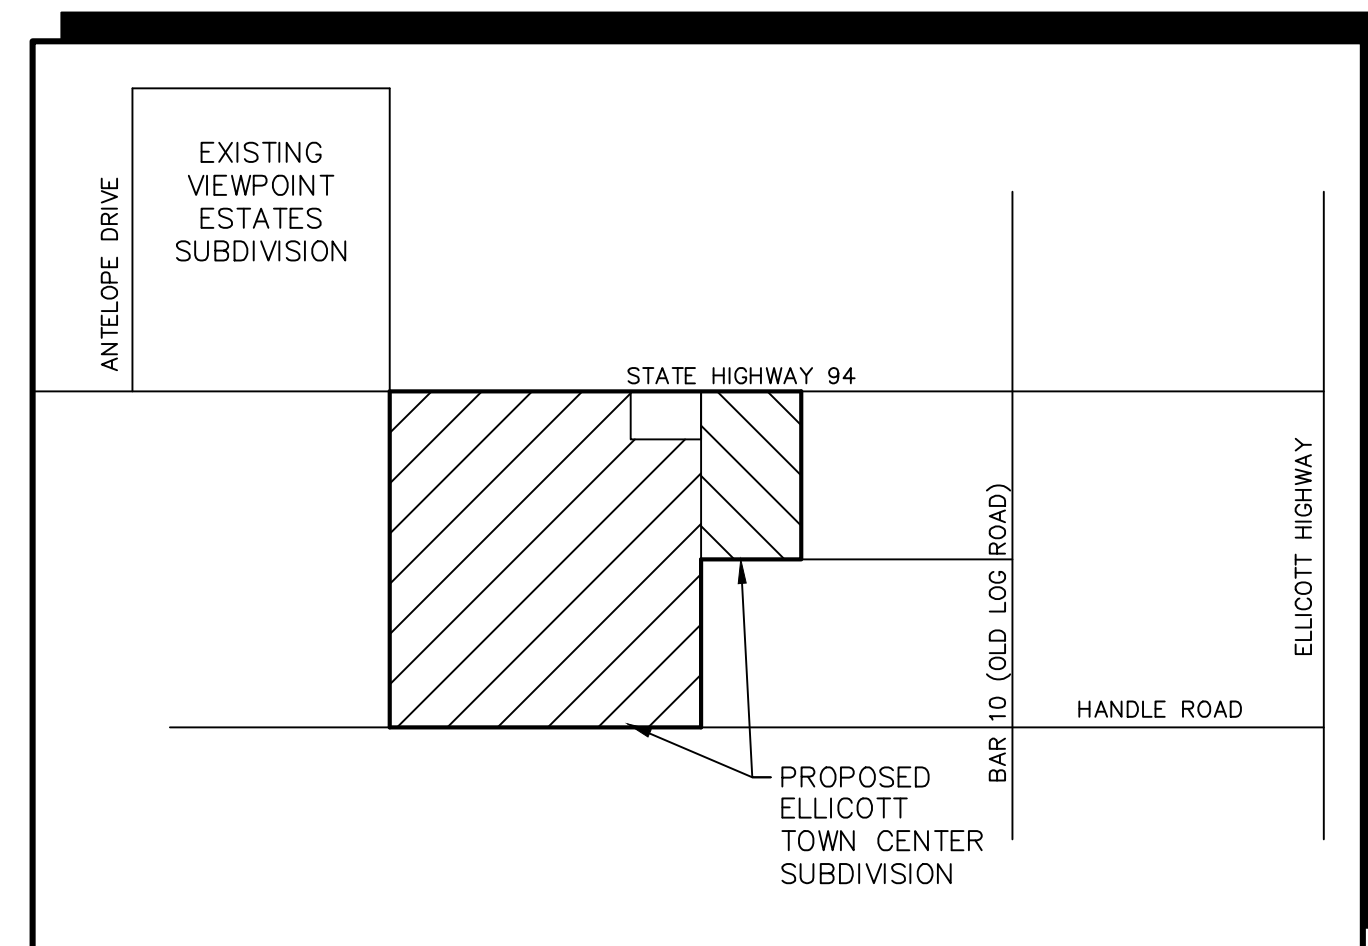 EXISTING
VIEWPOINT
ESTATES
SUBDIVISION
ANTELOPE DRIVE
STATE HIGHWAY 94
BAR 10 (OLD LOG ROAD)
ELLICOTT HIGHWAY
HANDLE ROAD
PROPOSED
ELLICOTT
TOWN CENTER
SUBDIVISION